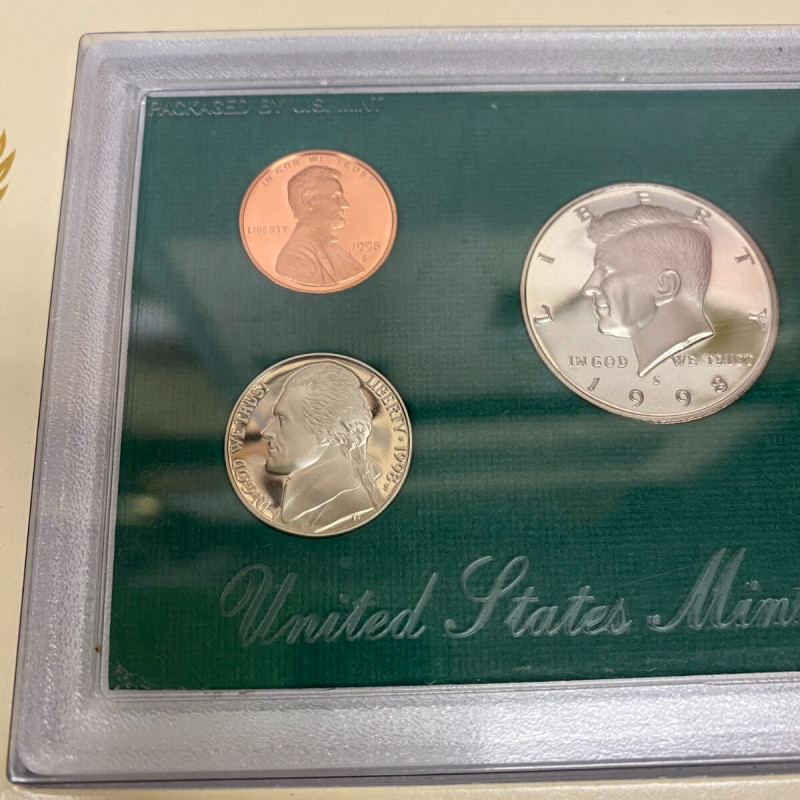 PACKAGED BY U.S. MINT
IN GOD WE TRUST
LIBERTY
1998
S
LIBERTY
IN GOD WE TRUST
S
1998
IN GOD WE TRUST
LIBERTY · 1998
United States Mint